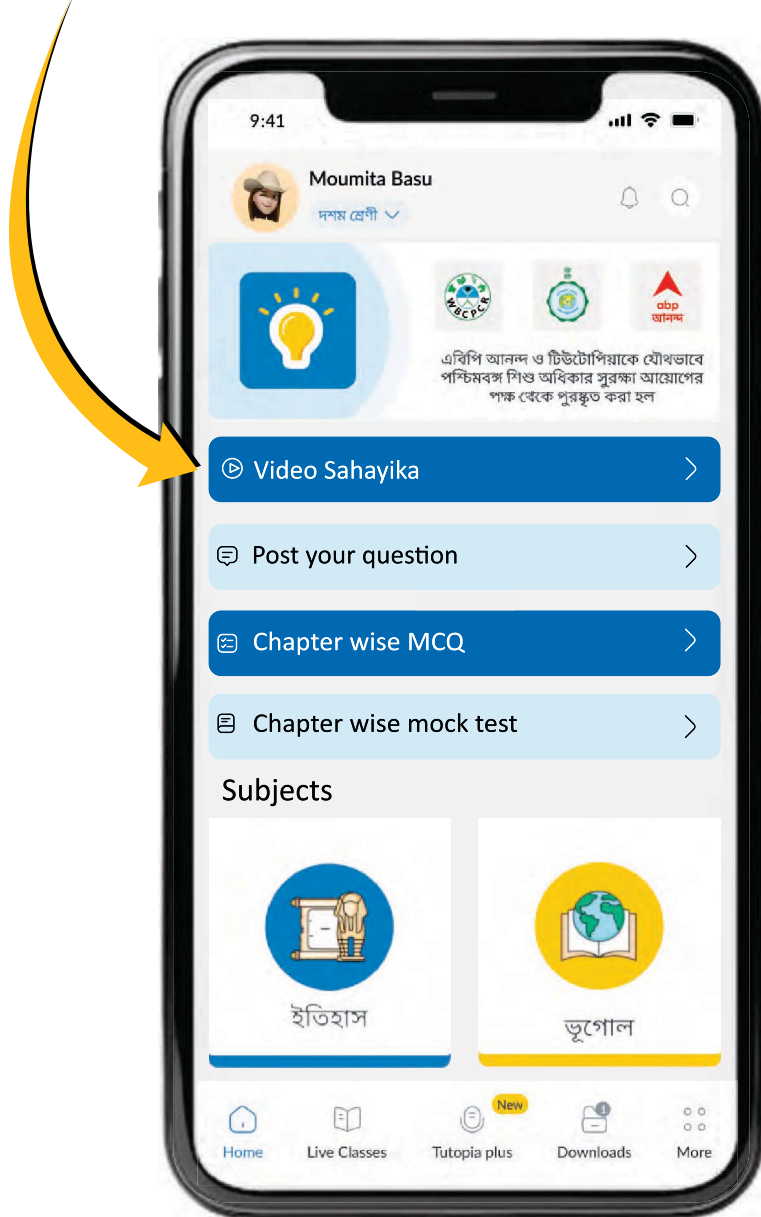 9:41
Moumita Basu
দশম শ্রেণী
WBCPCR
abp
আনন্দ
এবিপি আনন্দ ও টিউটোপিয়াকে যৌথভাবে
পশ্চিমবঙ্গ শিশু অধিকার সুরক্ষা আয়োগের
পক্ষ থেকে পুরস্কৃত করা হল
Video Sahayika
Post your question
Chapter wise MCQ
Chapter wise mock test
Subjects
ইতিহাস
ভূগোল
New
1
Home
Live Classes
Tutopia plus
Downloads
More